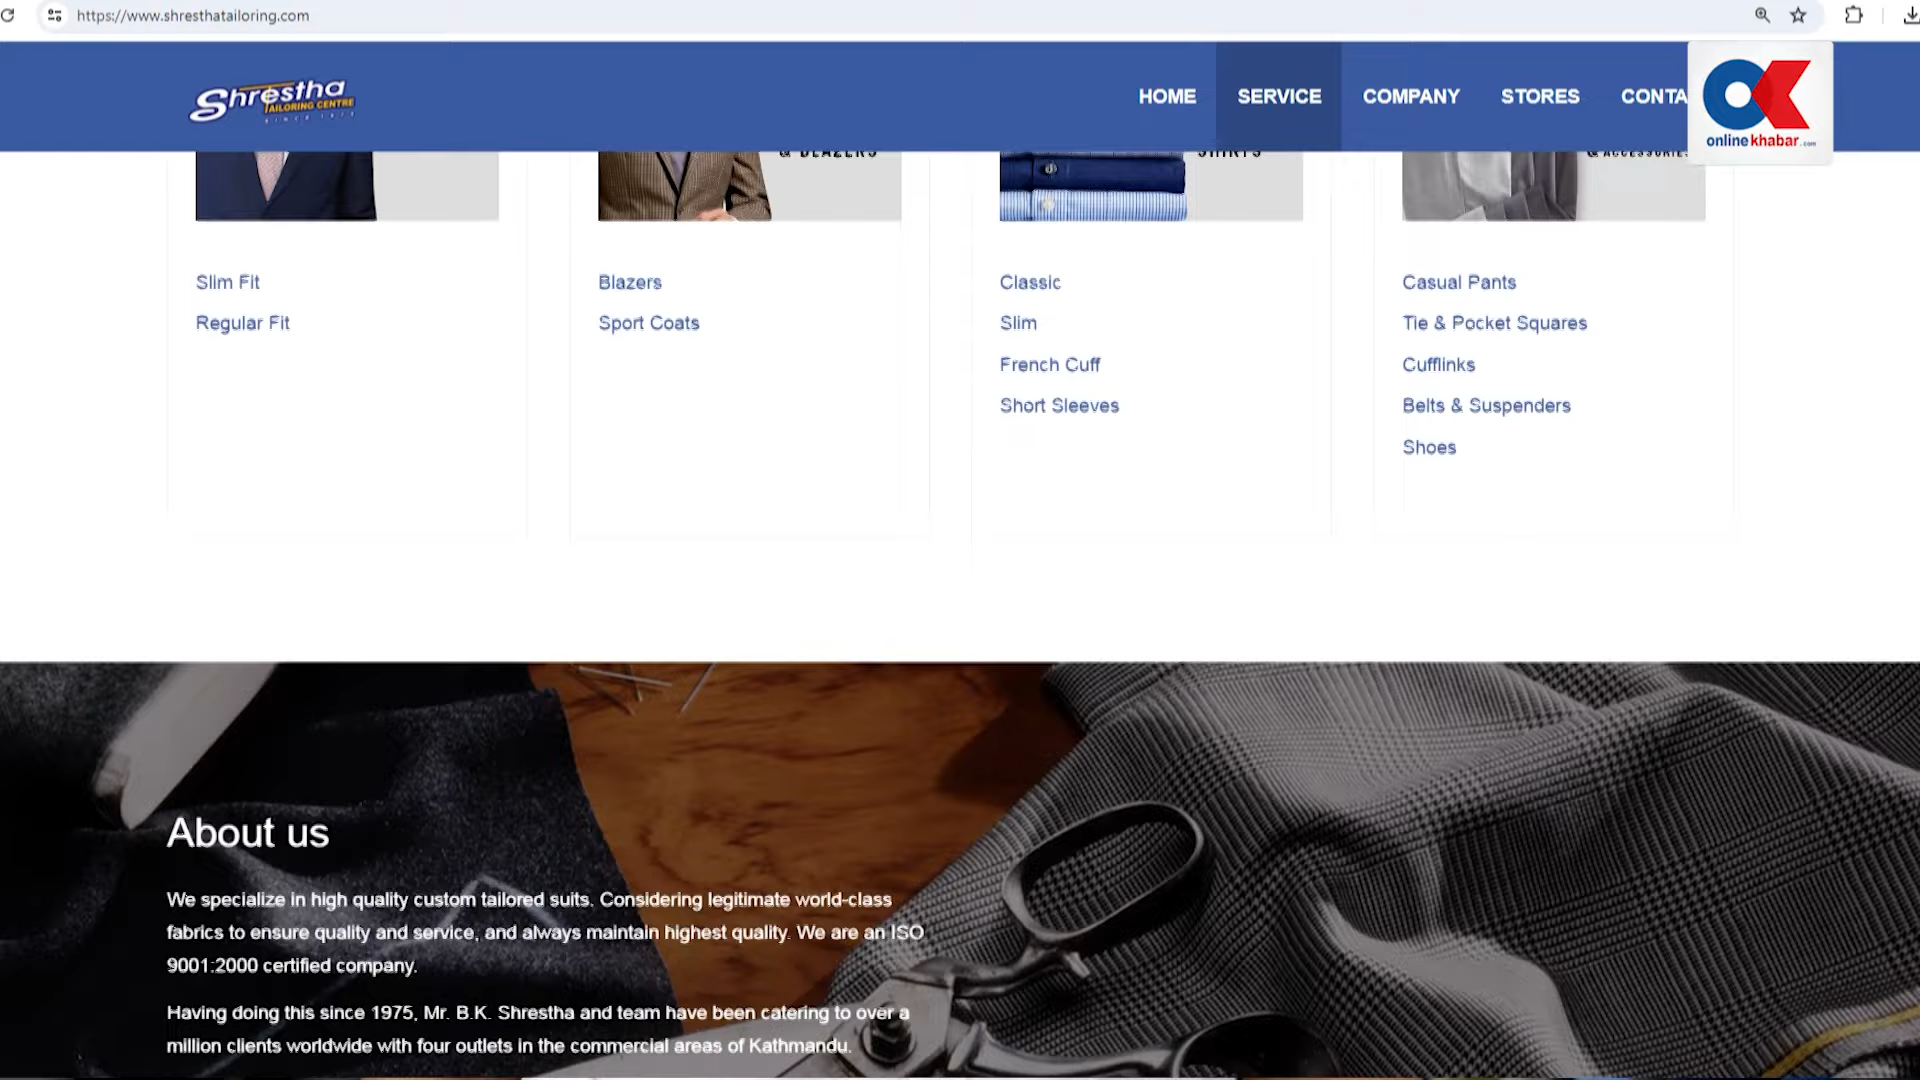 https://www.shresthatailoring.com
Shrestha
TAILORING CENTRE
HOME
SERVICE
COMPANY
STORES
CONTA
onlinekhabar.com
& BLAZERS
SHIRTS
& ACCESSORIES
Slim Fit
Regular Fit
Blazers
Sport Coats
Classic
Slim
French Cuff
Short Sleeves
Casual Pants
Tie & Pocket Squares
Cufflinks
Belts & Suspenders
Shoes
About us
We specialize in high quality custom tailored suits. Considering legitimate world-class
fabrics to ensure quality and service, and always maintain highest quality. We are an ISO
9001:2000 certified company.
Having doing this since 1975, Mr. B.K. Shrestha and team have been catering to over a
million clients worldwide with four outlets in the commercial areas of Kathmandu.